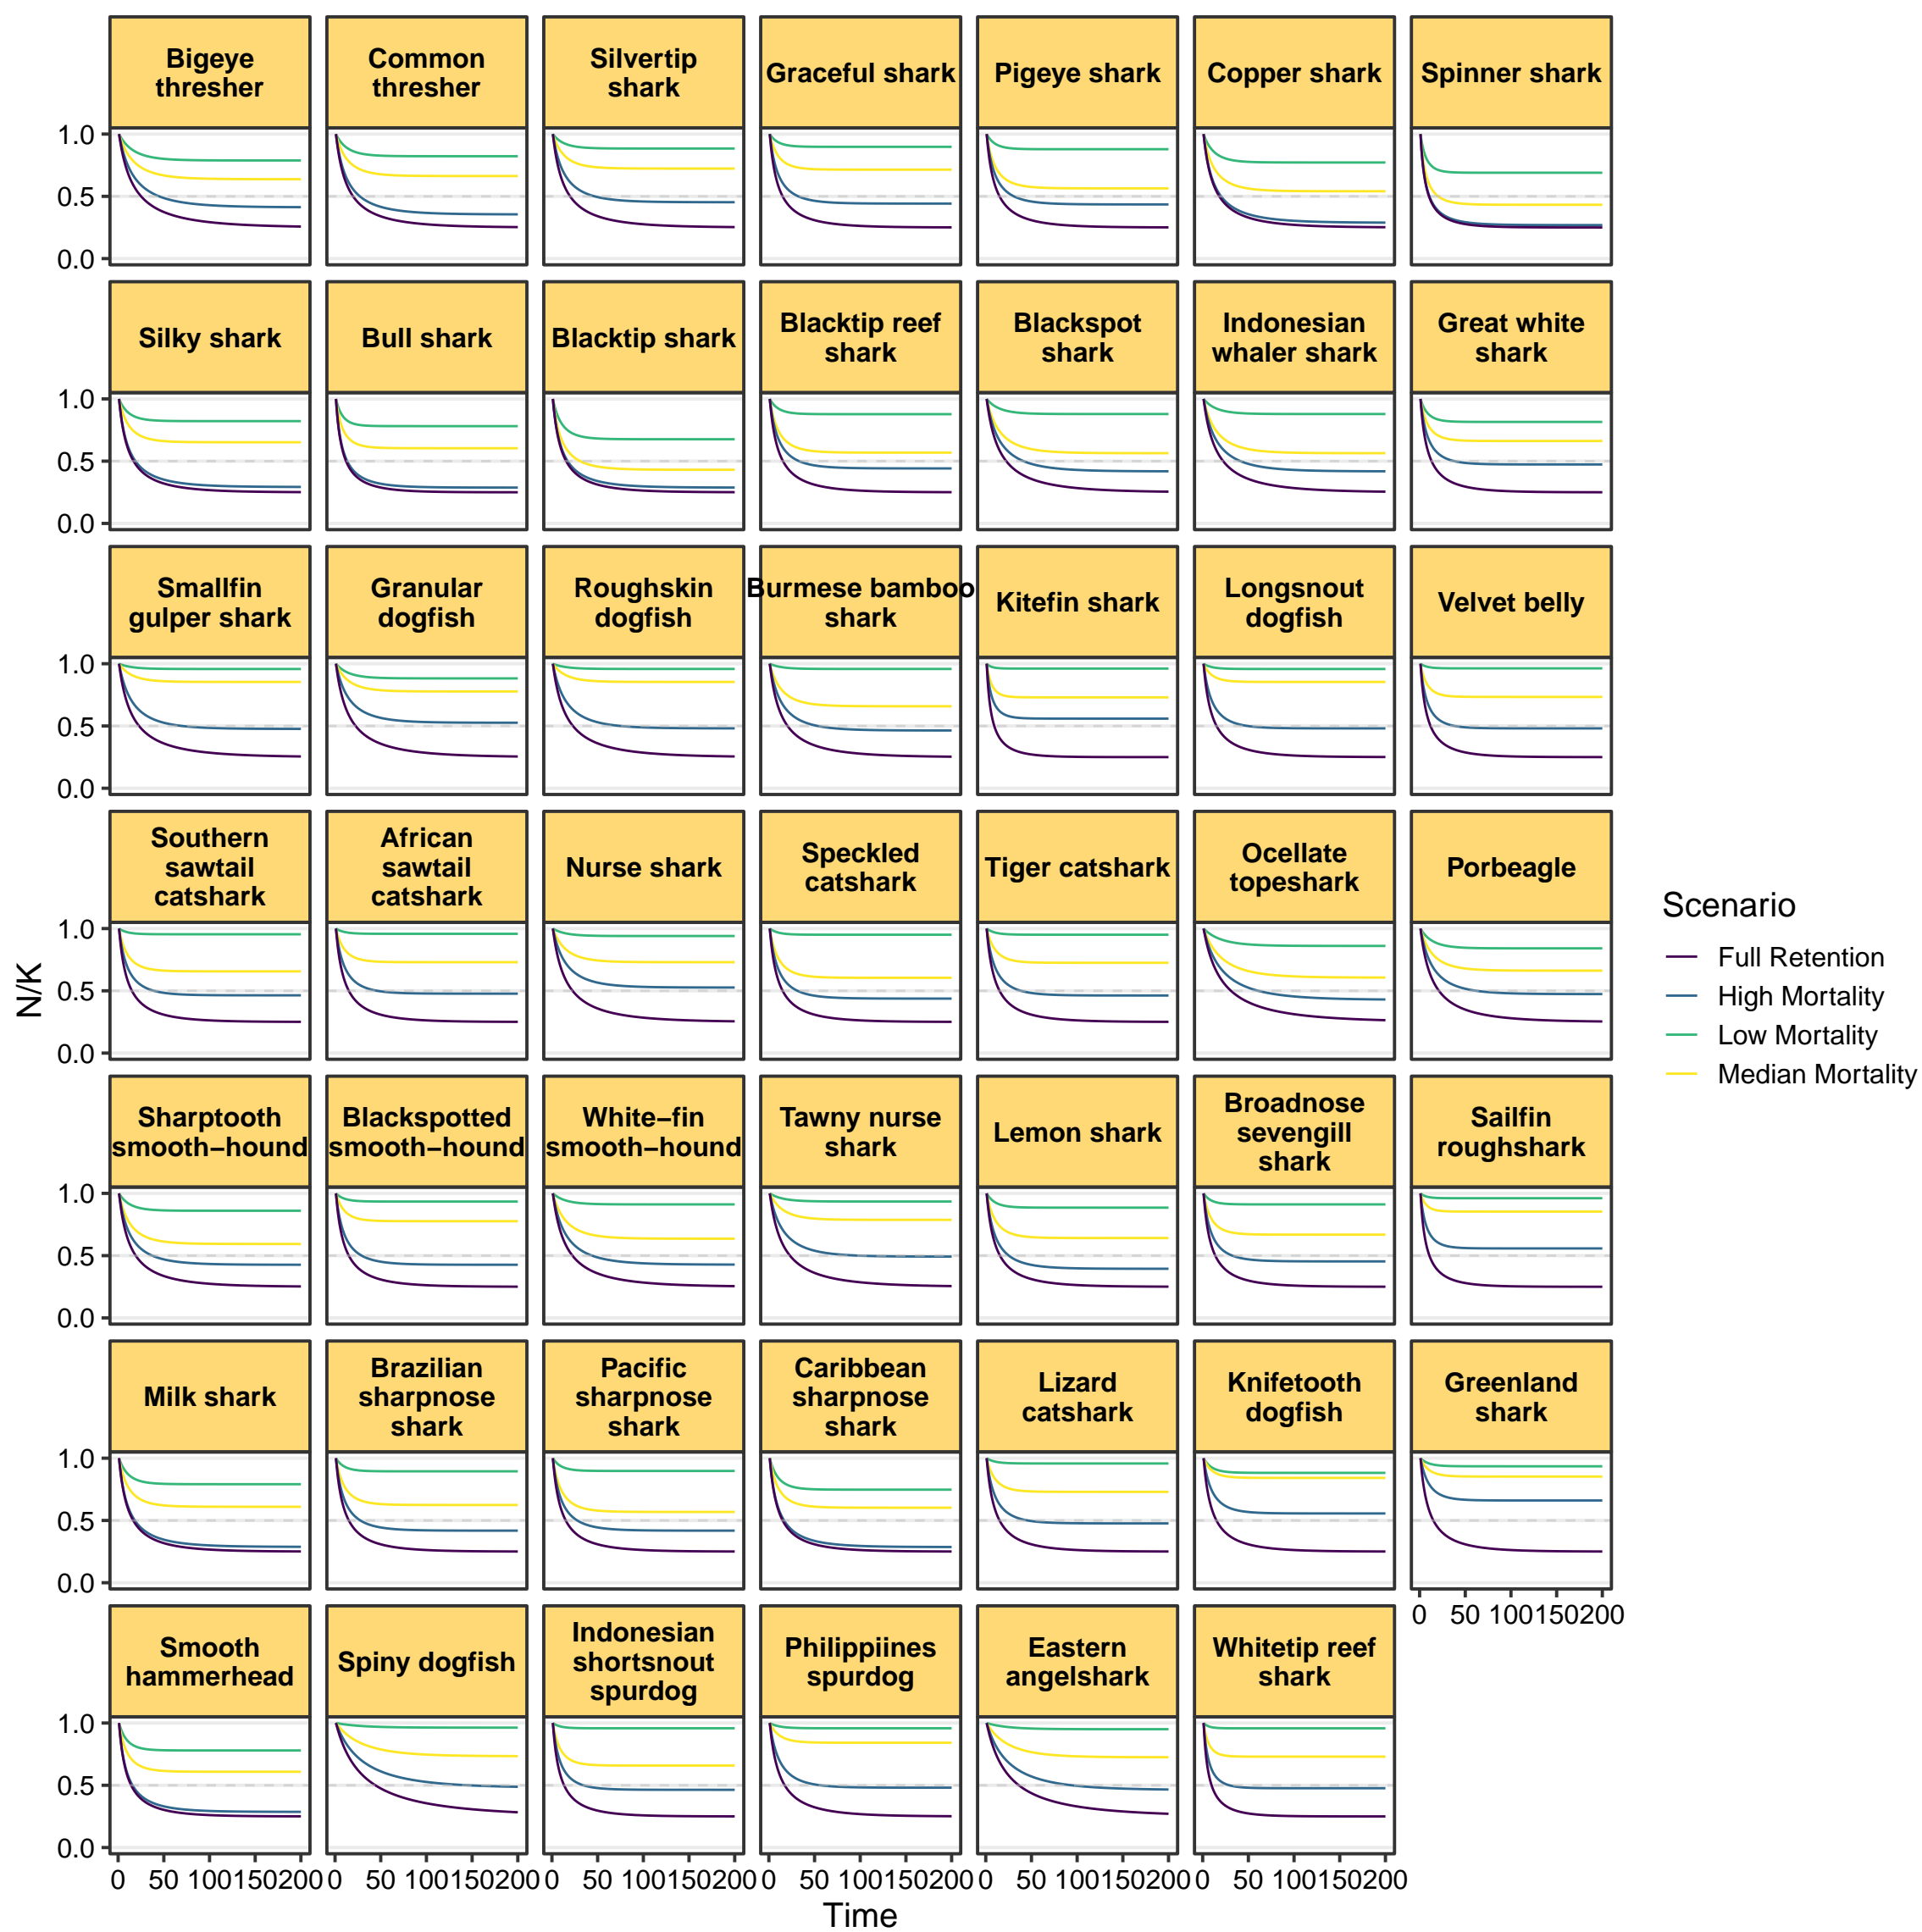 Bigeye
thresher
Common
thresher
Silvertip
shark
Graceful shark
Pigeye shark
Copper shark
Spinner shark
1.0
0.5
0.0
Silky shark
Bull shark
Blacktip shark
Blacktip reef
shark
Blackspot
shark
Indonesian
whaler shark
Great white
shark
1.0
0.5
0.0
Smallfin
gulper shark
Granular
dogfish
Roughskin
dogfish
Burmese bamboo
shark
Kitefin shark
Longsnout
dogfish
Velvet belly
1.0
0.5
0.0
Southern
sawtail
catshark
African
sawtail
catshark
Nurse shark
Speckled
catshark
Tiger catshark
Ocellate
topeshark
Porbeagle
1.0
0.5
0.0
N/K
Scenario
Full Retention
High Mortality
Low Mortality
Median Mortality
Sharptooth
smooth−hound
Blackspotted
smooth−hound
White−fin
smooth−hound
Tawny nurse
shark
Lemon shark
Broadnose
sevengill
shark
Sailfin
roughshark
1.0
0.5
0.0
Milk shark
Brazilian
sharpnose
shark
Pacific
sharpnose
shark
Caribbean
sharpnose
shark
Lizard
catshark
Knifetooth
dogfish
Greenland
shark
1.0
0.5
0.0
0 50 100 150 200
Smooth
hammerhead
Spiny dogfish
Indonesian
shortsnout
spurdog
Philippiines
spurdog
Eastern
angelshark
Whitetip reef
shark
1.0
0.5
0.0
0 50 100 150 200 0 50 100 150 200 0 50 100 150 200 0 50 100 150 200 0 50 100 150 200 0 50 100 150 200
Time